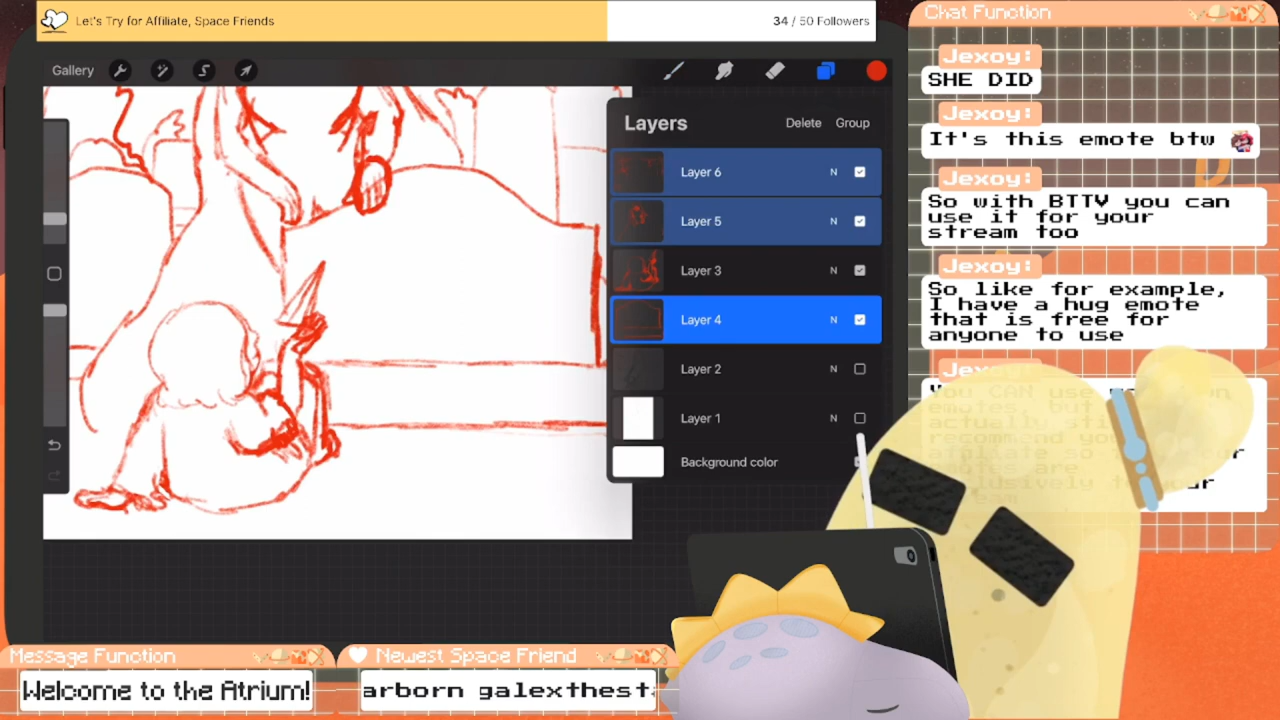 Let's Try for Affiliate, Space Friends
34 / 50 Followers
Gallery
Layers
Delete
Group
Layer 6
N
Layer 5
N
Layer 3
N
Layer 4
N
Layer 2
N
Layer 1
N
Background color
Chat Function
Jexoy:
SHE DID
Jexoy:
It's this emote btw
Jexoy:
So with BTTV you can
use it for your
stream too
Jexoy:
So like for example,
I have a hug emote
that is free for
anyone to use
Message Function
Welcome to the Atrium!
Newest Space Friend
arborn galexthest